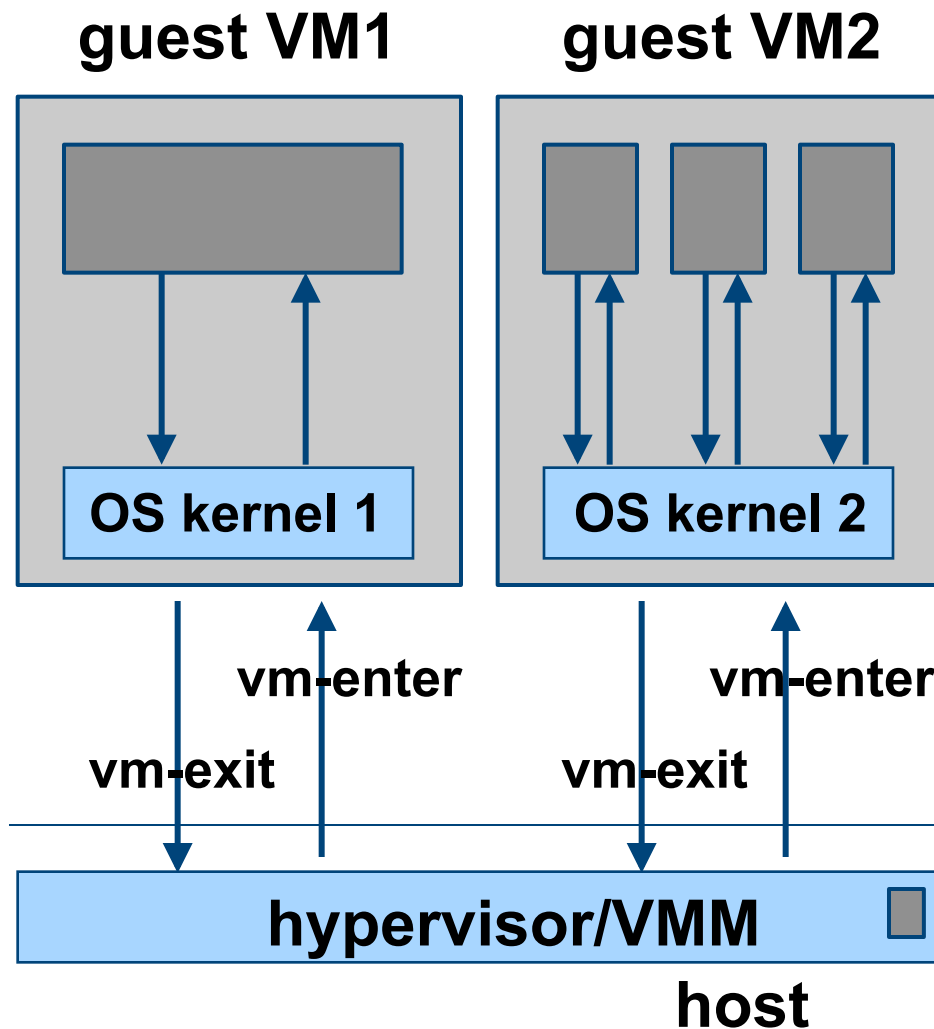 guest VM1
guest VM2
OS kernel 1
OS kernel 2
vm-enter
vm-enter
vm-exit
vm-exit
hypervisor/VMM
host